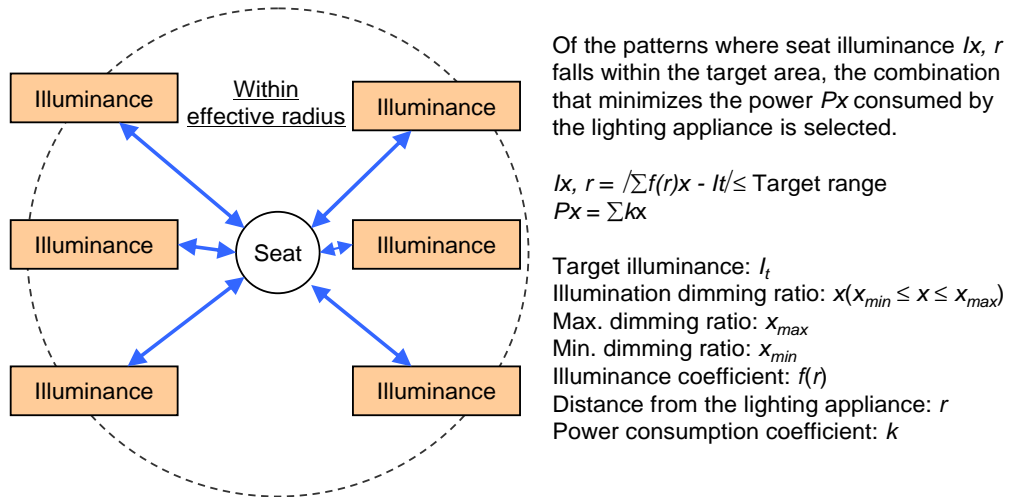 Illuminance
Within
effective radius
Illuminance
Illuminance
Seat
Illuminance
Illuminance
Illuminance
Of the patterns where seat illuminance Ix, r
falls within the target area, the combination
that minimizes the power Px consumed by
the lighting appliance is selected.
Ix, r = /∑f(r)x - It/≤ Target range
Px = ∑kx
Target illuminance: It
Illumination dimming ratio: x(xmin ≤ x ≤ xmax)
Max. dimming ratio: xmax
Min. dimming ratio: xmin
Illuminance coefficient: f(r)
Distance from the lighting appliance: r
Power consumption coefficient: k